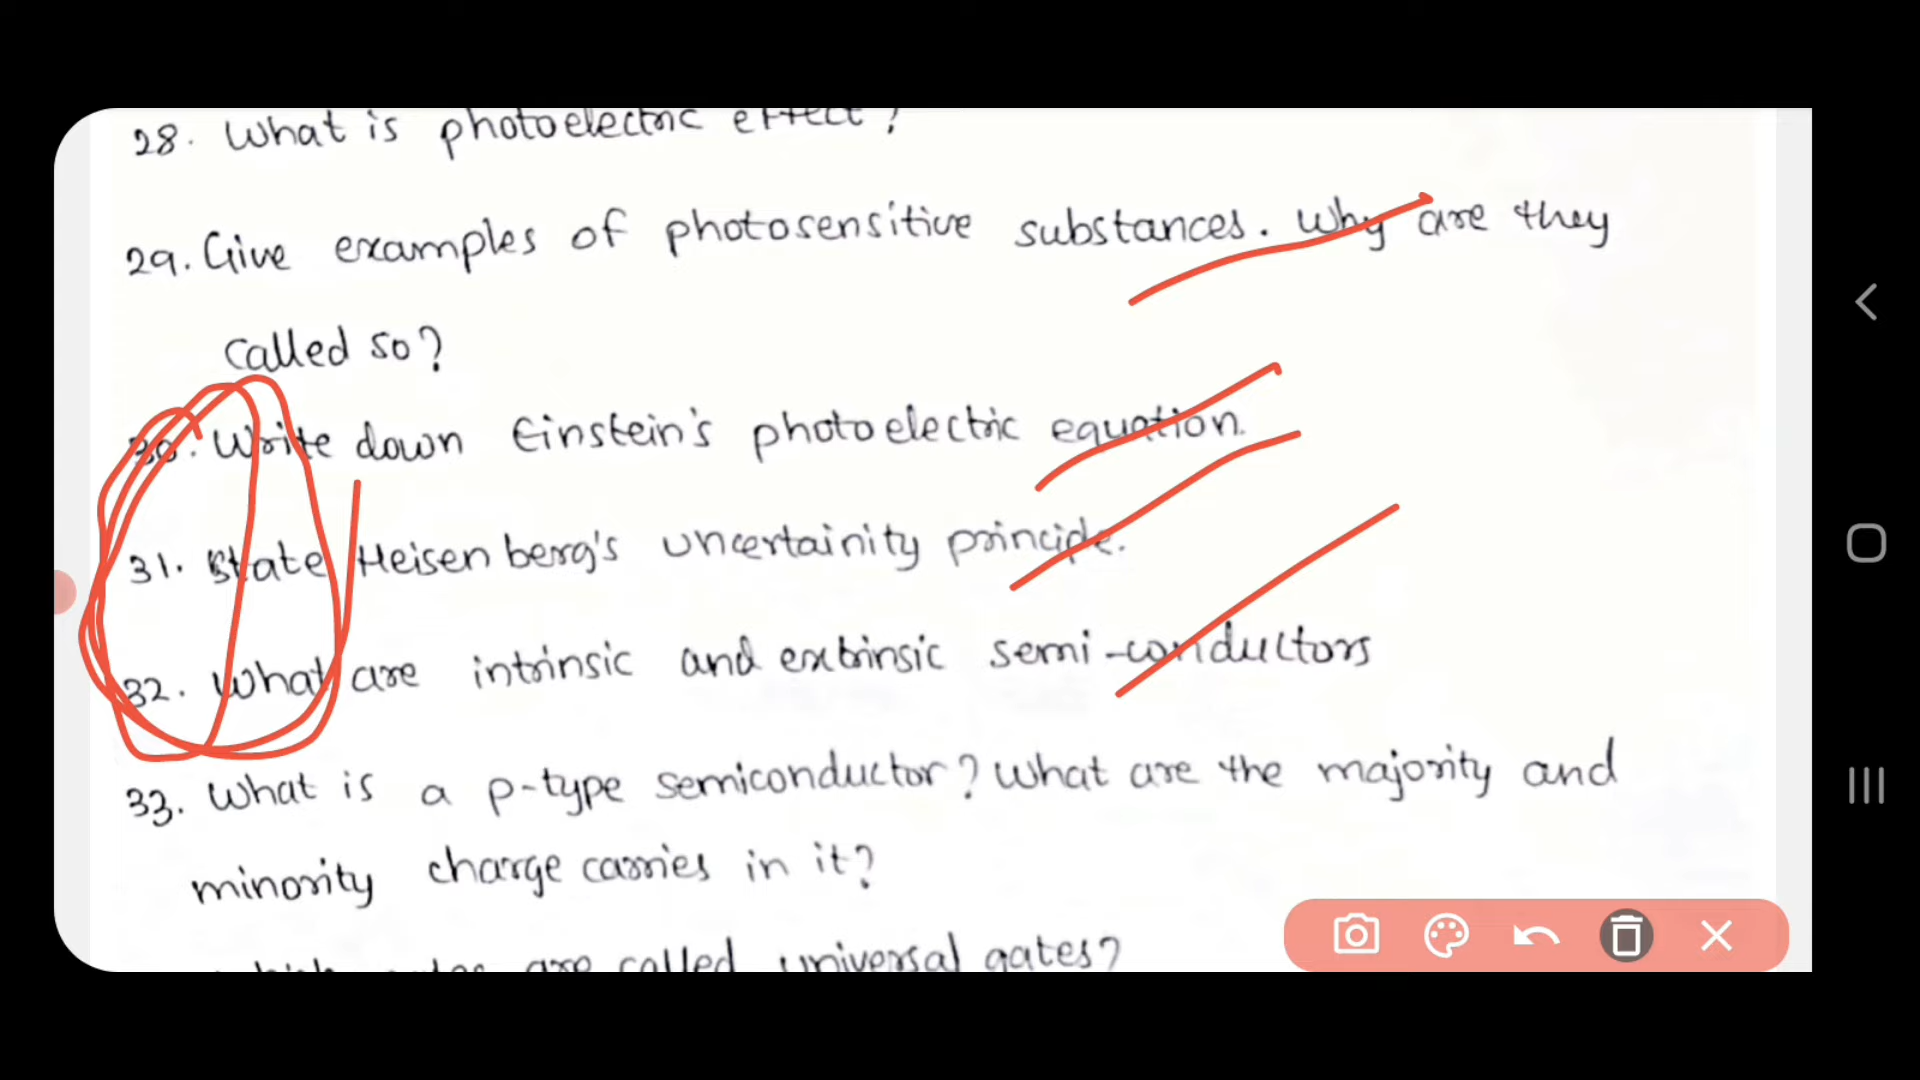 28. What is photoelectric effect?
29. Give examples of photosensitive substances. Why are they
called so?
30. Write down Einstein's photoelectric equation.
31. State Heisenberg's uncertainity principle.
32. What are intrinsic and extrinsic semi-conductors
33. What is a p-type semiconductor? What are the majority and
minority charge carries in it?
are called universal gates?